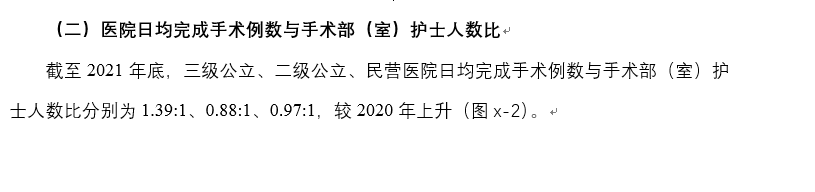 （二）医院日均完成手术例数与手术部（室）护士人数比
截至 2021 年底，三级公立、二级公立、民营医院日均完成手术例数与手术部（室）护
士人数比分别为 1.39:1、0.88:1、0.97:1，较 2020 年上升（图 x-2）。